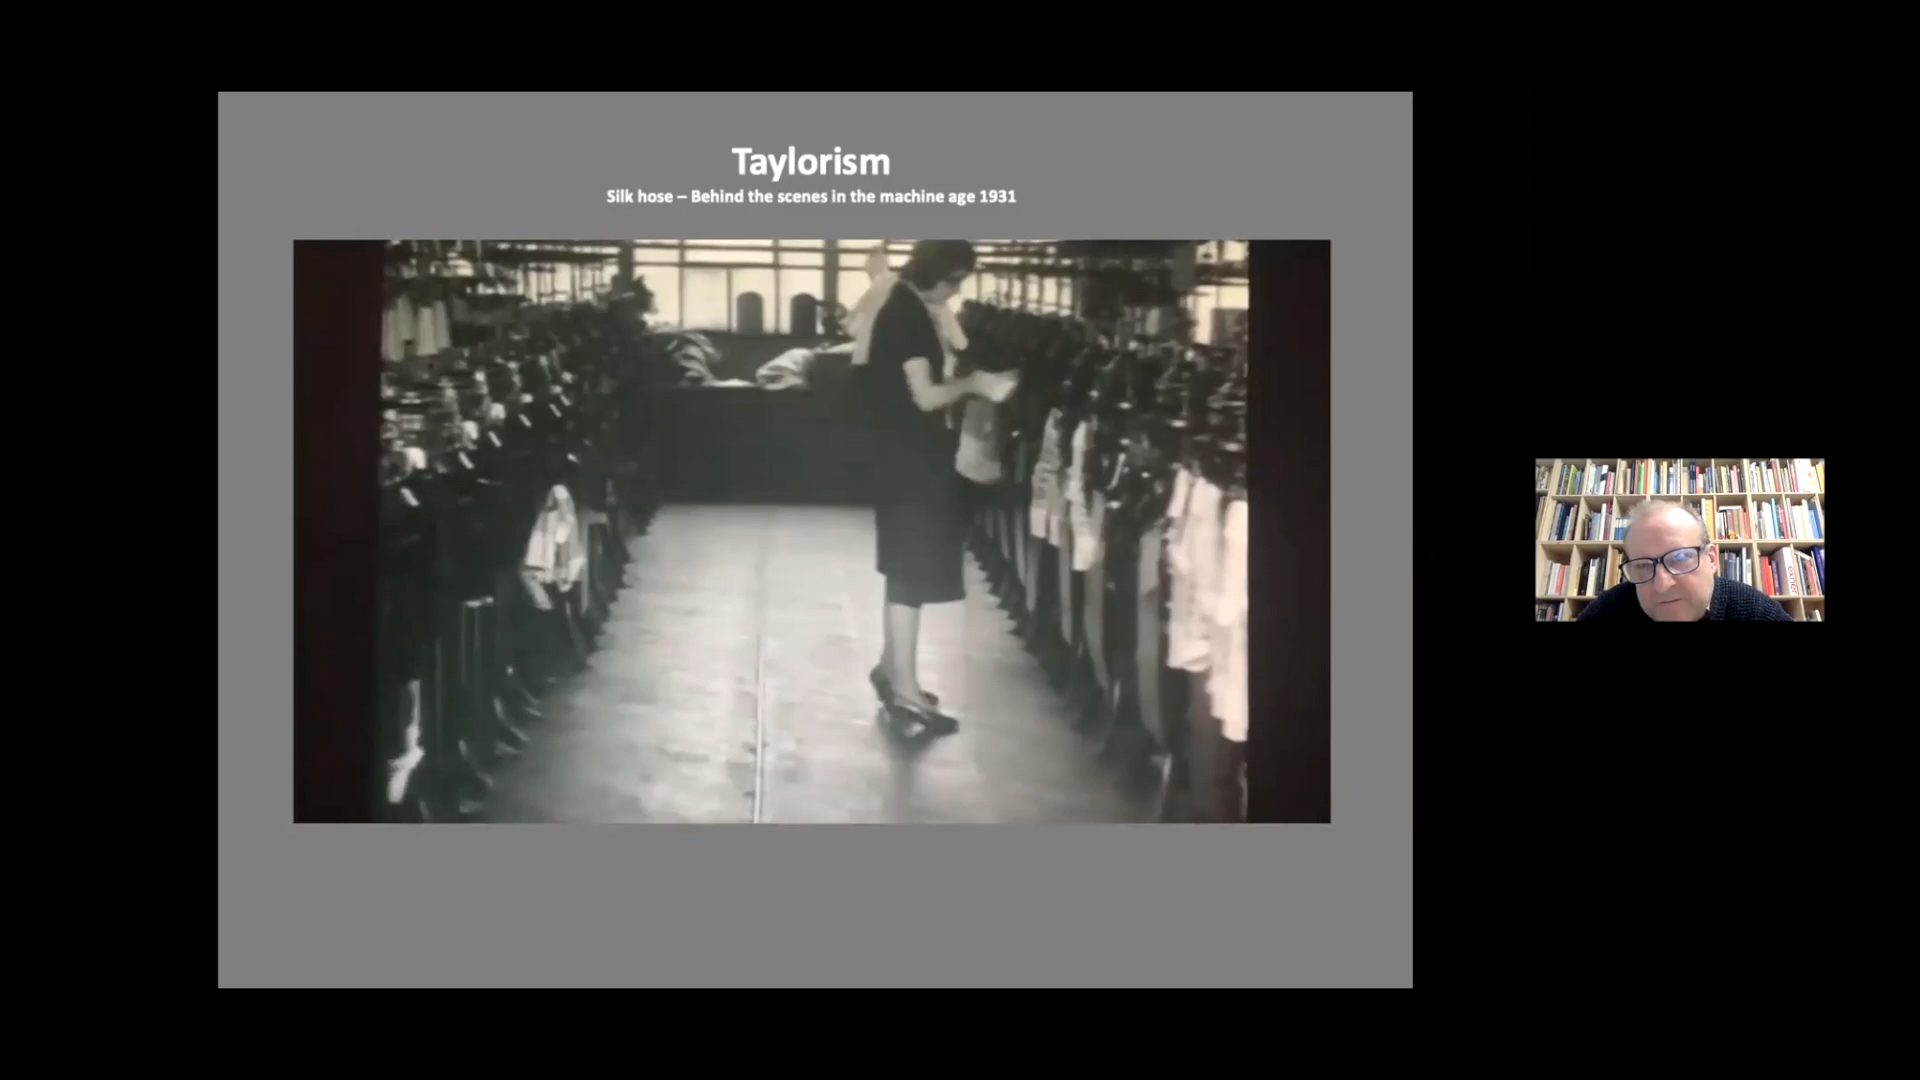 Taylorism
Silk hose – Behind the scenes in the machine age 1931